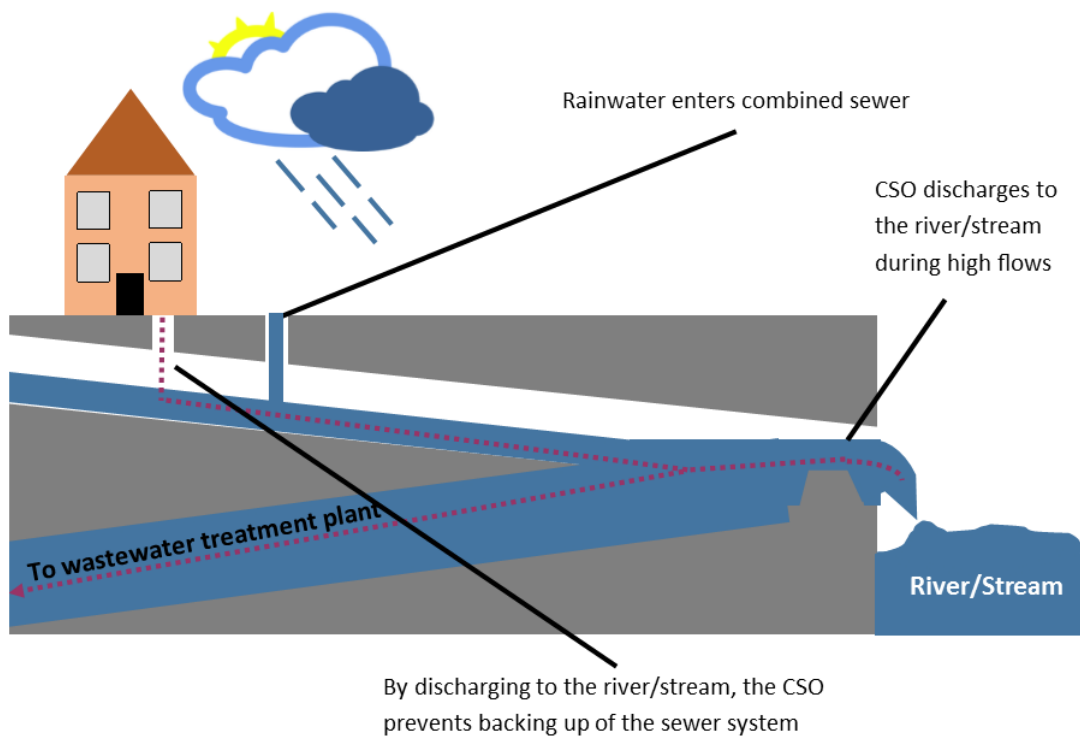 Rainwater enters combined sewer
CSO discharges to
the river/stream
during high flows
To wastewater treatment plant
River/Stream
By discharging to the river/stream, the CSO
prevents backing up of the sewer system